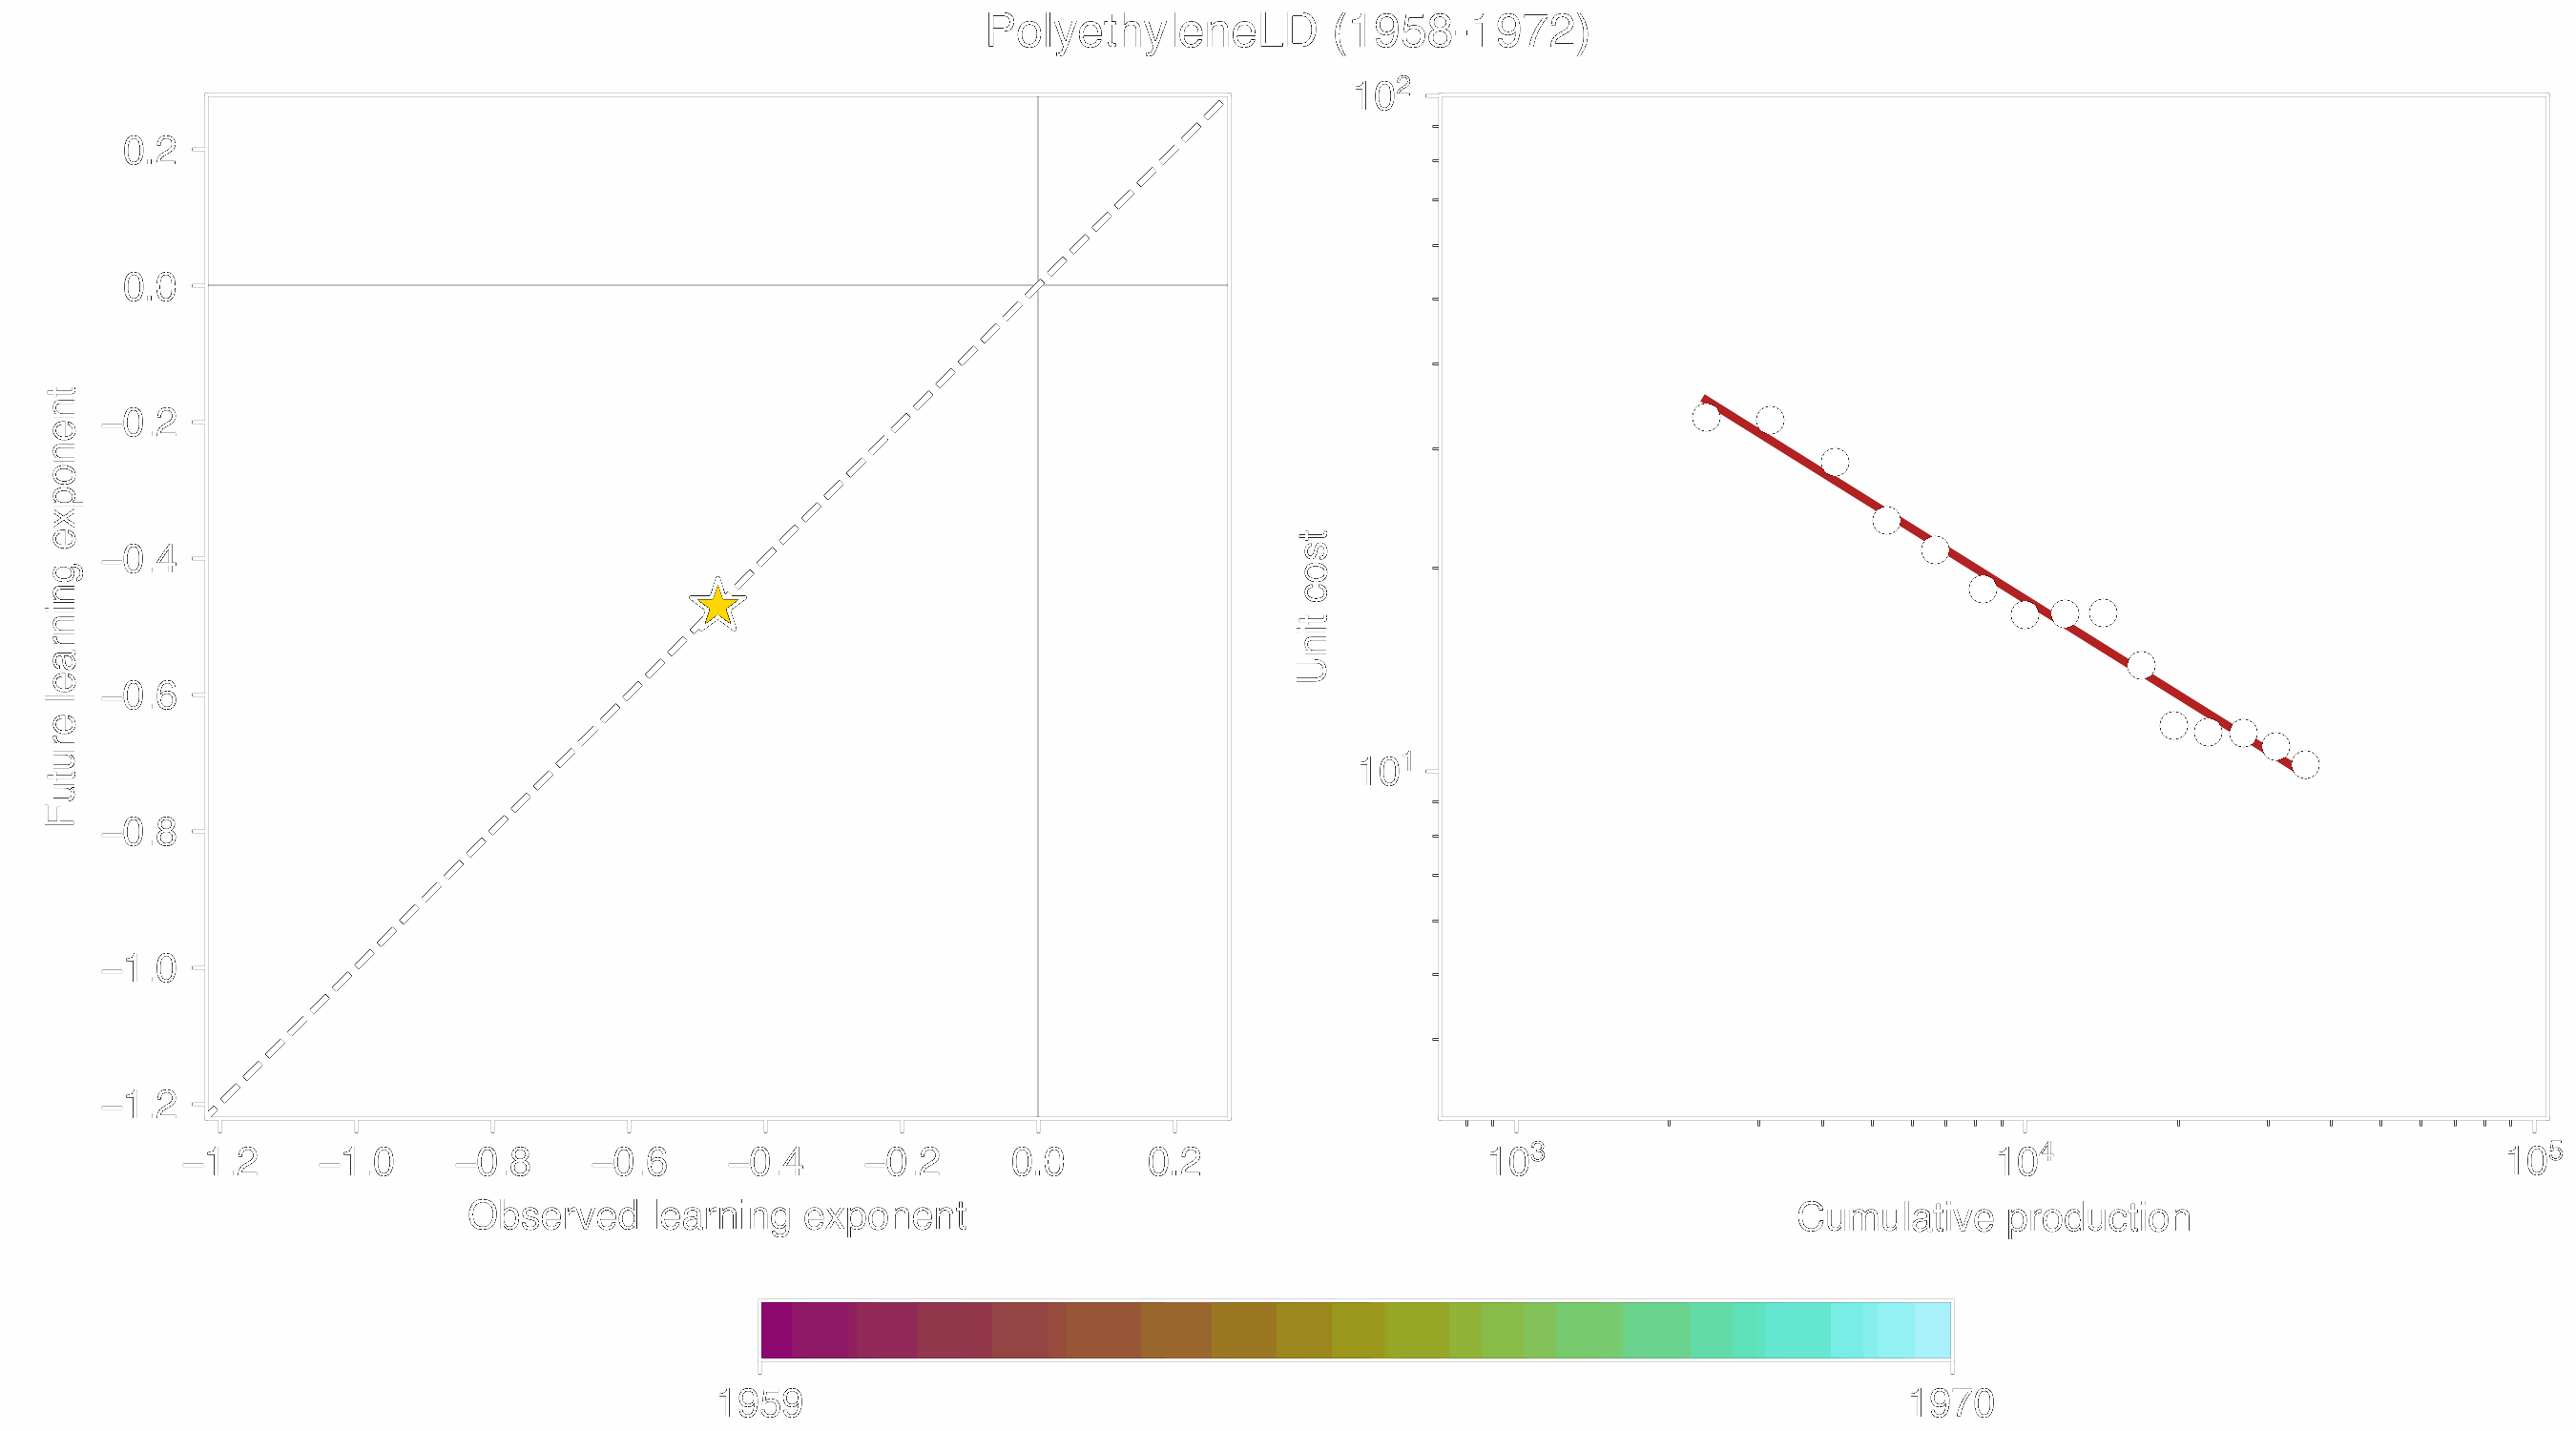 PolyethyleneLD (1958-1972)
0.2
0.0
−0.2
−0.4
−0.6
−0.8
−1.0
−1.2
Future learning exponent
−1.2 −1.0 −0.8 −0.6 −0.4 −0.2 0.0 0.2
Observed learning exponent
10²
10¹
Unit cost
10³ 10⁴ 10⁵
Cumulative production
1959 1970